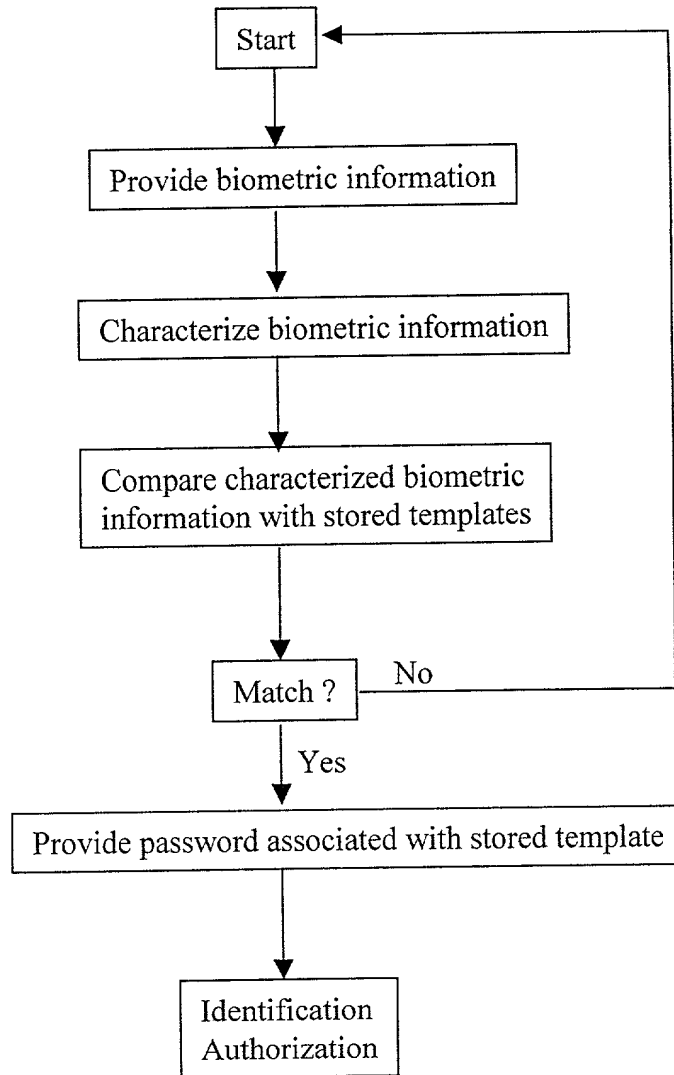 Start
Provide biometric information
Characterize biometric information
Compare characterized biometric
information with stored templates
Match ?
No
Yes
Provide password associated with stored template
Identification
Authorization